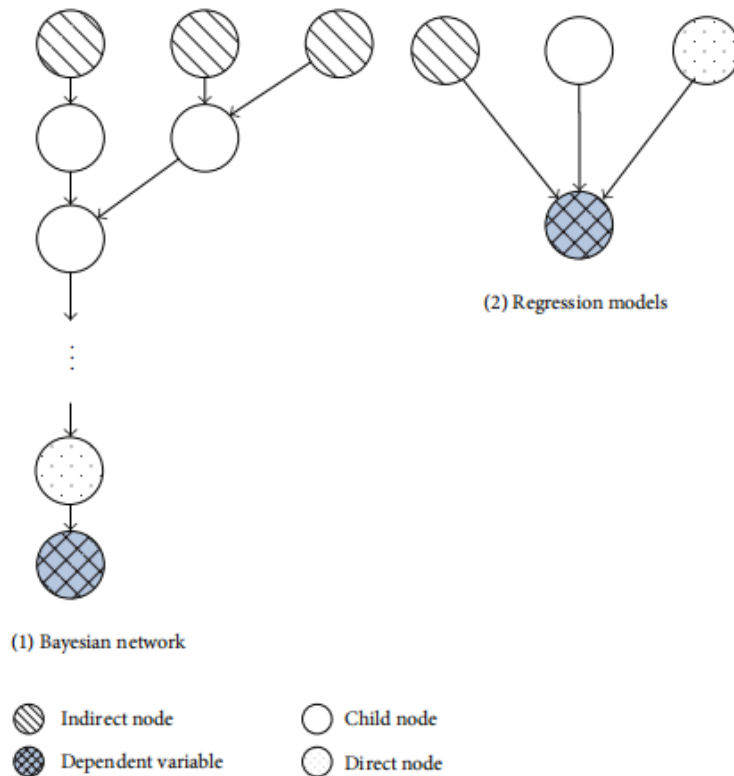 (2) Regression models
(1) Bayesian network
Indirect node
Child node
Dependent variable
Direct node